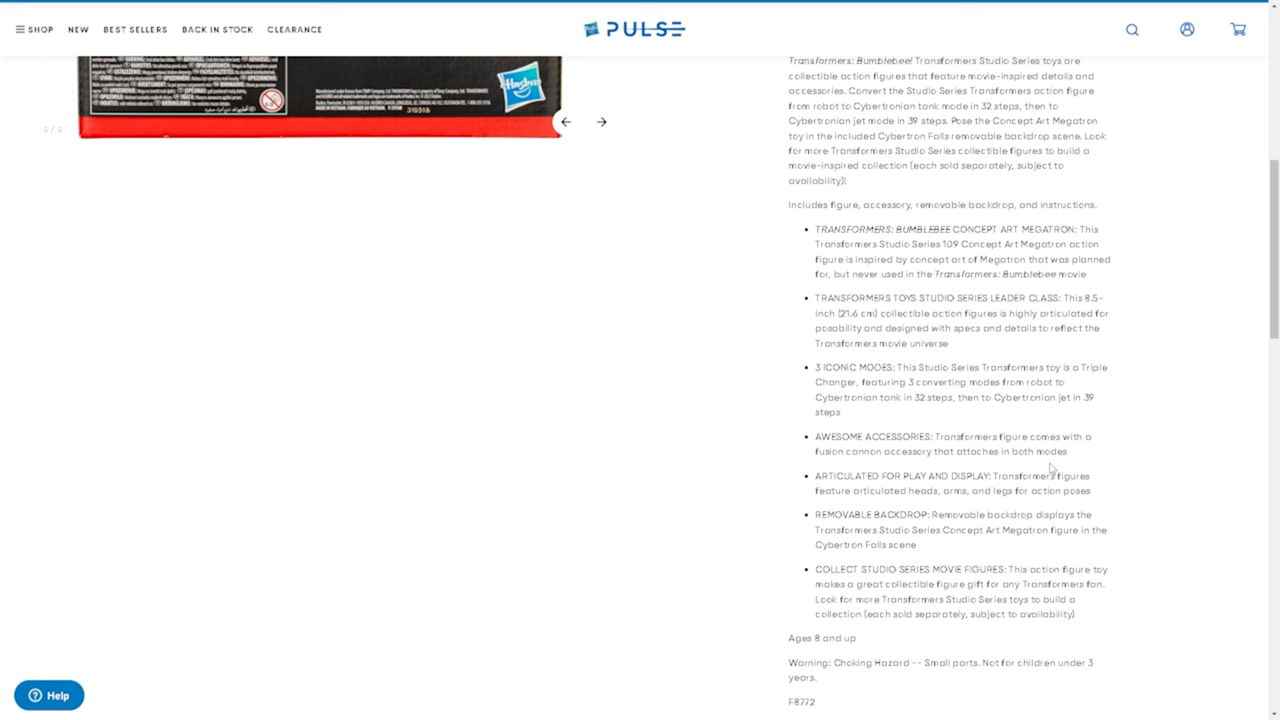 SHOP NEW BEST SELLERS BACK IN STOCK CLEARANCE
PULSE
Hasbro
Transformers: Bumblebee! Transformers Studio Series toys are
collectible action figures that feature movie-inspired details and
accessories. Convert the Studio Series Transformers action figure
from robot to Cybertronian tank mode in 32 steps, then to
Cybertronian jet mode in 39 steps. Pose the Concept Art Megatron
toy in the included Cybertron Falls removable backdrop scene. Look
for more Transformers Studio Series collectible figures to build a
movie-inspired collection (each sold separately, subject to
availability)!
Includes figure, accessory, removable backdrop, and instructions.
TRANSFORMERS: BUMBLEBEE CONCEPT ART MEGATRON: This
Transformers Studio Series 109 Concept Art Megatron action
figure is inspired by concept art of Megatron that was planned
for, but never used in the Transformers: Bumblebee movie
TRANSFORMERS TOYS STUDIO SERIES LEADER CLASS: This 8.5-
inch (21.6 cm) collectible action figures is highly articulated for
posability and designed with specs and details to reflect the
Transformers movie universe
3 ICONIC MODES: This Studio Series Transformers toy is a Triple
Changer, featuring 3 converting modes from robot to
Cybertronian tank in 32 steps, then to Cybertronian jet in 39
steps
AWESOME ACCESSORIES: Transformers figure comes with a
fusion cannon accessory that attaches in both modes
ARTICULATED FOR PLAY AND DISPLAY: Transformers figures
feature articulated heads, arms, and legs for action poses
REMOVABLE BACKDROP: Removable backdrop displays the
Transformers Studio Series Concept Art Megatron figure in the
Cybertron Falls scene
COLLECT STUDIO SERIES MOVIE FIGURES: This action figure toy
makes a great collectible figure gift for any Transformers fan.
Look for more Transformers Studio Series toys to build a
collection (each sold separately, subject to availability)
Ages 8 and up
Warning: Choking Hazard -- Small parts. Not for children under 3
years.
F8772
Help